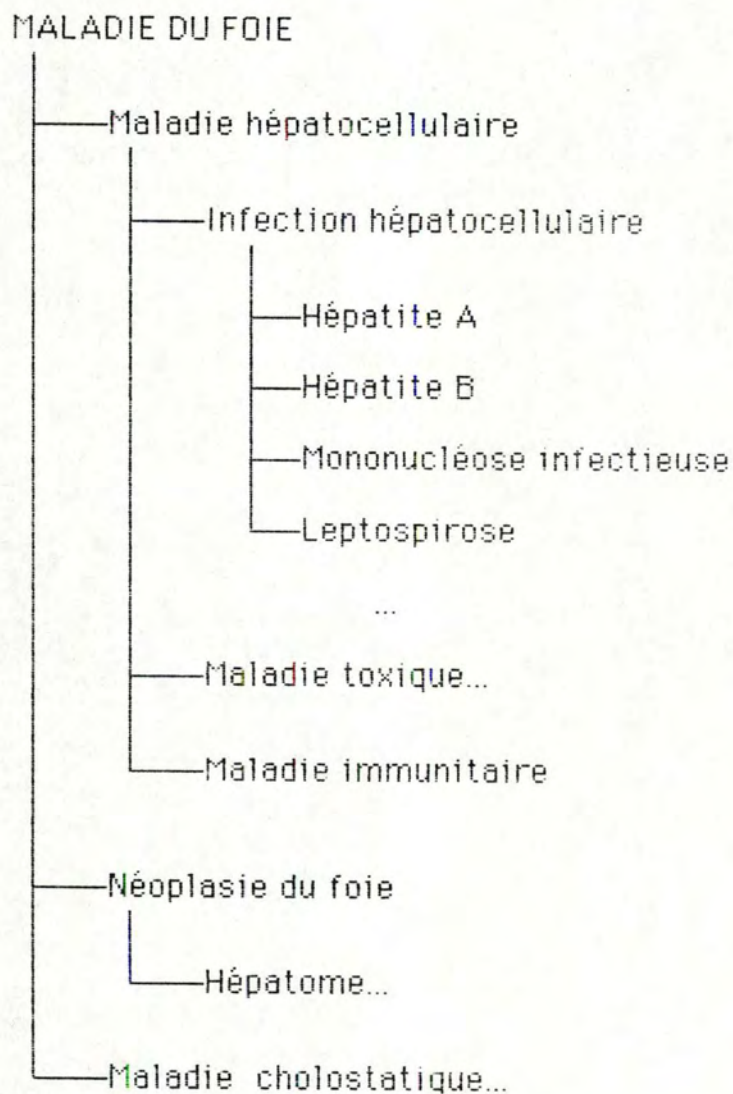 MALADIE DU FOIE
Maladie hépatocellulaire
Infection hépatocellulaire
Hépatite A
Hépatite B
Mononucléose infectieuse
Leptospirose
...
Maladie toxique...
Maladie immunitaire
Néoplasie du foie
Hépatome...
Maladie cholostatique...